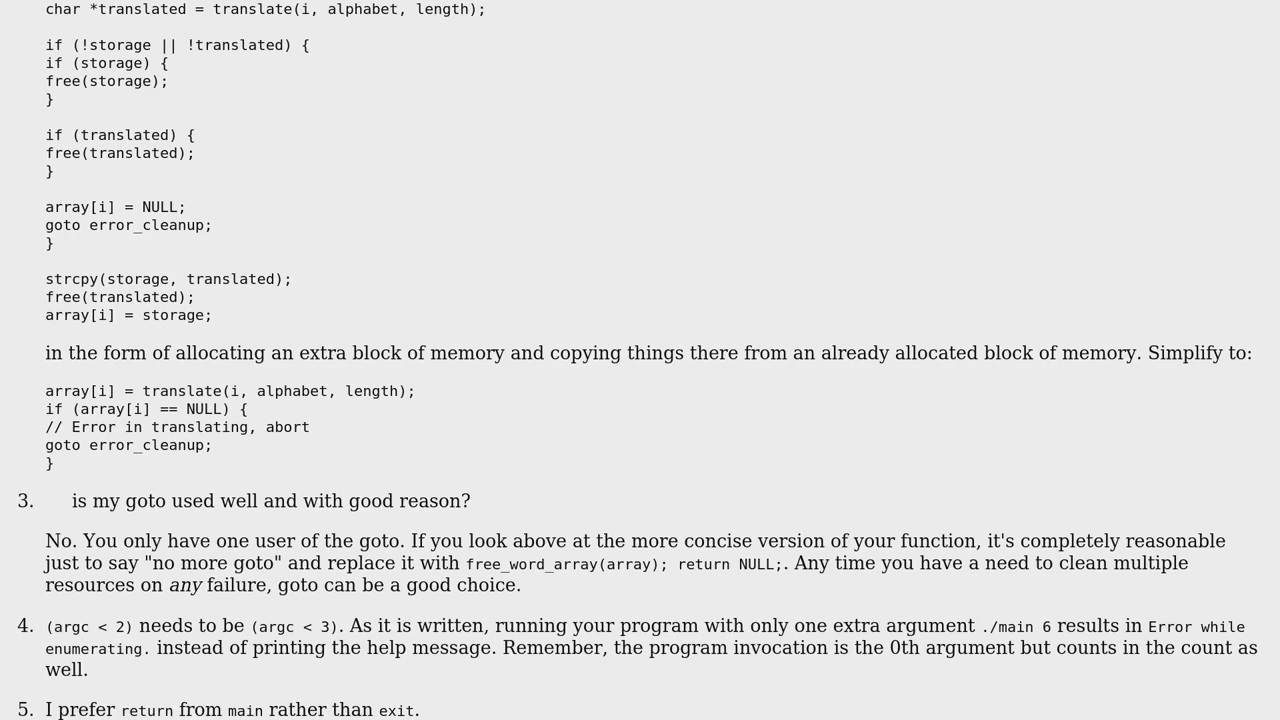 char *translated = translate(i, alphabet, length);
if (!storage || !translated) {
if (storage) {
free(storage);
}
if (translated) {
free(translated);
}
array[i] = NULL;
goto error_cleanup;
}
strcpy(storage, translated);
free(translated);
array[i] = storage;
in the form of allocating an extra block of memory and copying things there from an already allocated block of memory. Simplify to:
array[i] = translate(i, alphabet, length);
if (array[i] == NULL) {
// Error in translating, abort
goto error_cleanup;
}
3. is my goto used well and with good reason?
No. You only have one user of the goto. If you look above at the more concise version of your function, it's completely reasonable
just to say "no more goto" and replace it with free_word_array(array); return NULL;. Any time you have a need to clean multiple
resources on any failure, goto can be a good choice.
4. (argc < 2) needs to be (argc < 3). As it is written, running your program with only one extra argument ./main 6 results in Error while
enumerating. instead of printing the help message. Remember, the program invocation is the 0th argument but counts in the count as
well.
5. I prefer return from main rather than exit.